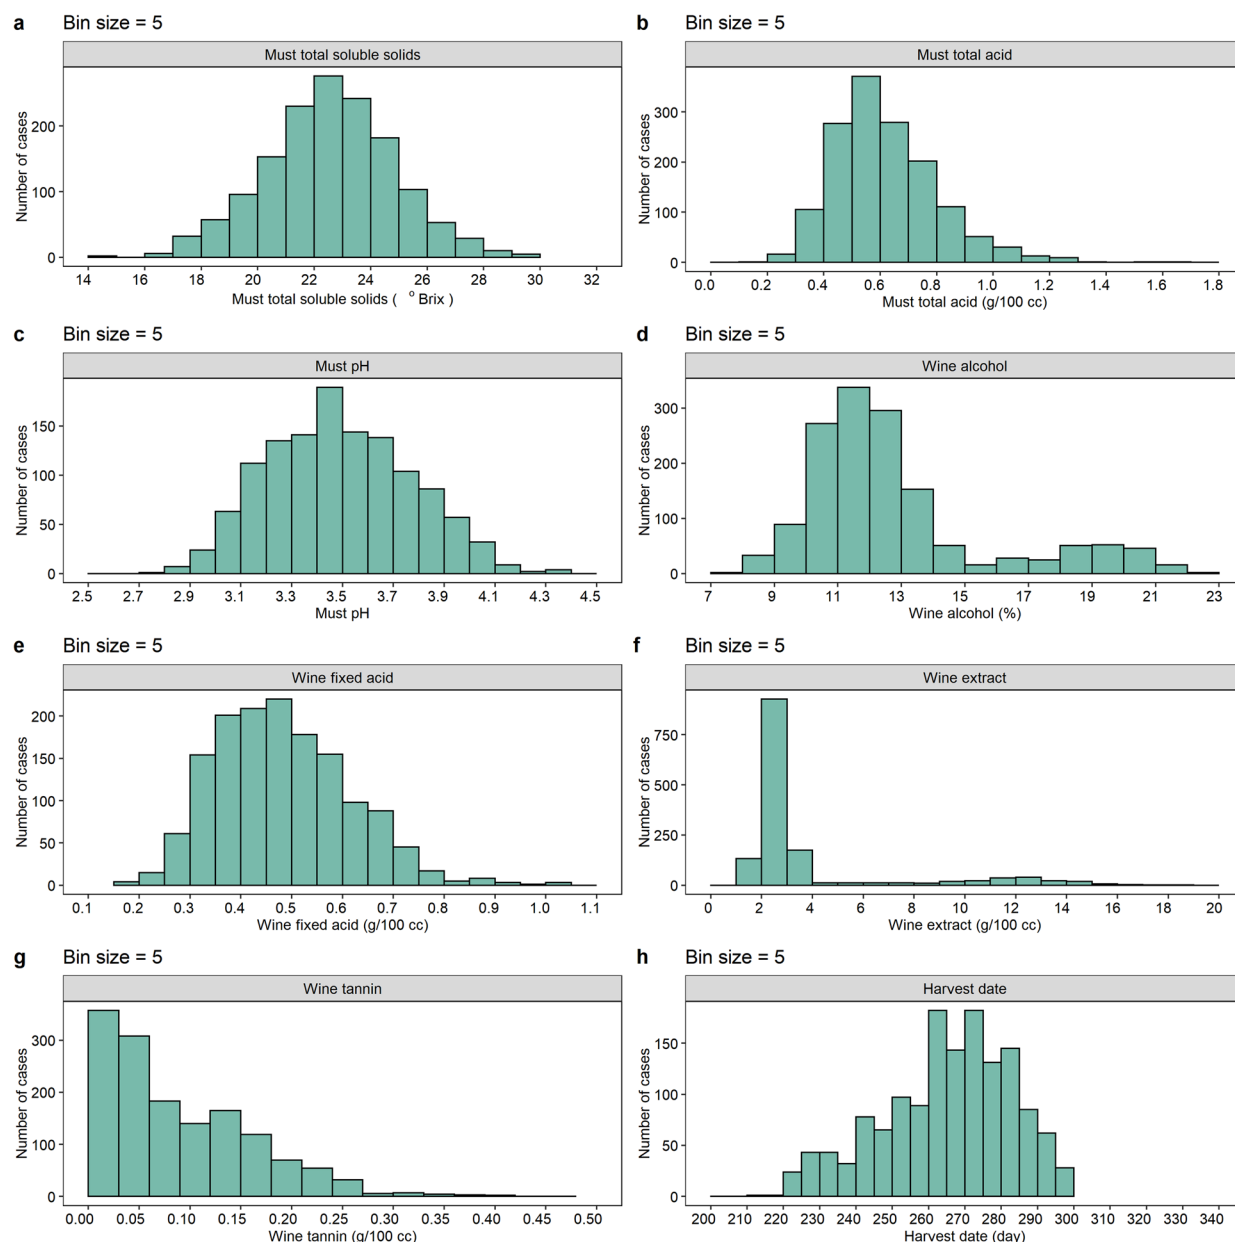 a Bin size = 5
Must total soluble solids
Number of cases
200
100
0
14 16 18 20 22 24 26 28 30 32
Must total soluble solids ( o Brix )
b Bin size = 5
Must total acid
Number of cases
300
200
100
0
0.0 0.2 0.4 0.6 0.8 1.0 1.2 1.4 1.6 1.8
Must total acid (g/100 cc)
c Bin size = 5
Must pH
Number of cases
150
100
50
0
2.5 2.7 2.9 3.1 3.3 3.5 3.7 3.9 4.1 4.3 4.5
Must pH
d Bin size = 5
Wine alcohol
Number of cases
300
200
100
0
7 9 11 13 15 17 19 21 23
Wine alcohol (%)
e Bin size = 5
Wine fixed acid
Number of cases
200
150
100
50
0
0.1 0.2 0.3 0.4 0.5 0.6 0.7 0.8 0.9 1.0 1.1
Wine fixed acid (g/100 cc)
f Bin size = 5
Wine extract
Number of cases
750
500
250
0
0 2 4 6 8 10 12 14 16 18 20
Wine extract (g/100 cc)
g Bin size = 5
Wine tannin
Number of cases
300
200
100
0
0.00 0.05 0.10 0.15 0.20 0.25 0.30 0.35 0.40 0.45 0.50
Wine tannin (g/100 cc)
h Bin size = 5
Harvest date
Number of cases
150
100
50
0
200 210 220 230 240 250 260 270 280 290 300 310 320 330 340
Harvest date (day)